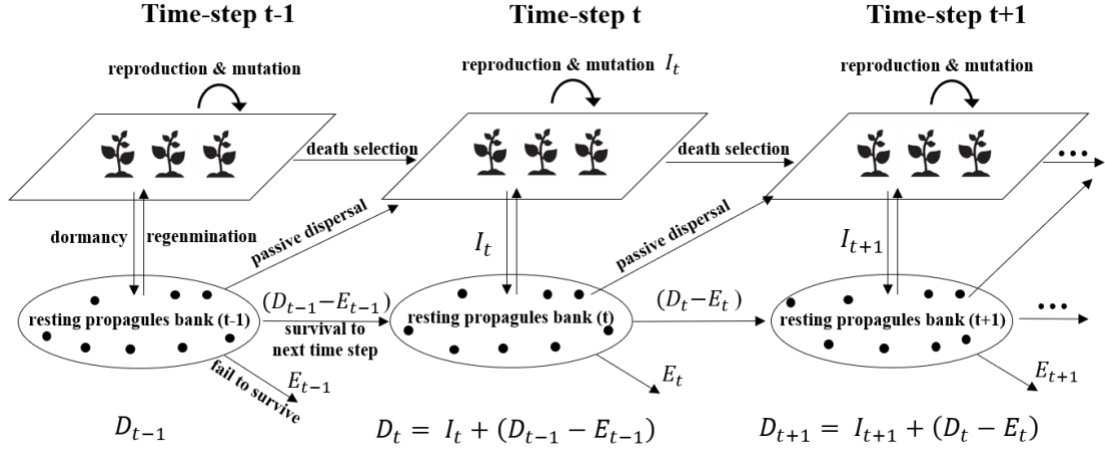 Time-step t-1
Time-step t
Time-step t+1
reproduction & mutation
reproduction & mutation I_t
reproduction & mutation
death selection
death selection
...
dormancy
regenmination
passive dispersal
I_t
passive dispersal
I_{t+1}
resting propagules bank (t-1)
(D_{t-1}-E_{t-1})
survival to
next time step
resting propagules bank (t)
(D_t-E_t)
resting propagules bank (t+1)
...
fail to survive
E_{t-1}
E_t
E_{t+1}
D_{t-1}
D_t = I_t + (D_{t-1} - E_{t-1})
D_{t+1} = I_{t+1} + (D_t - E_t)